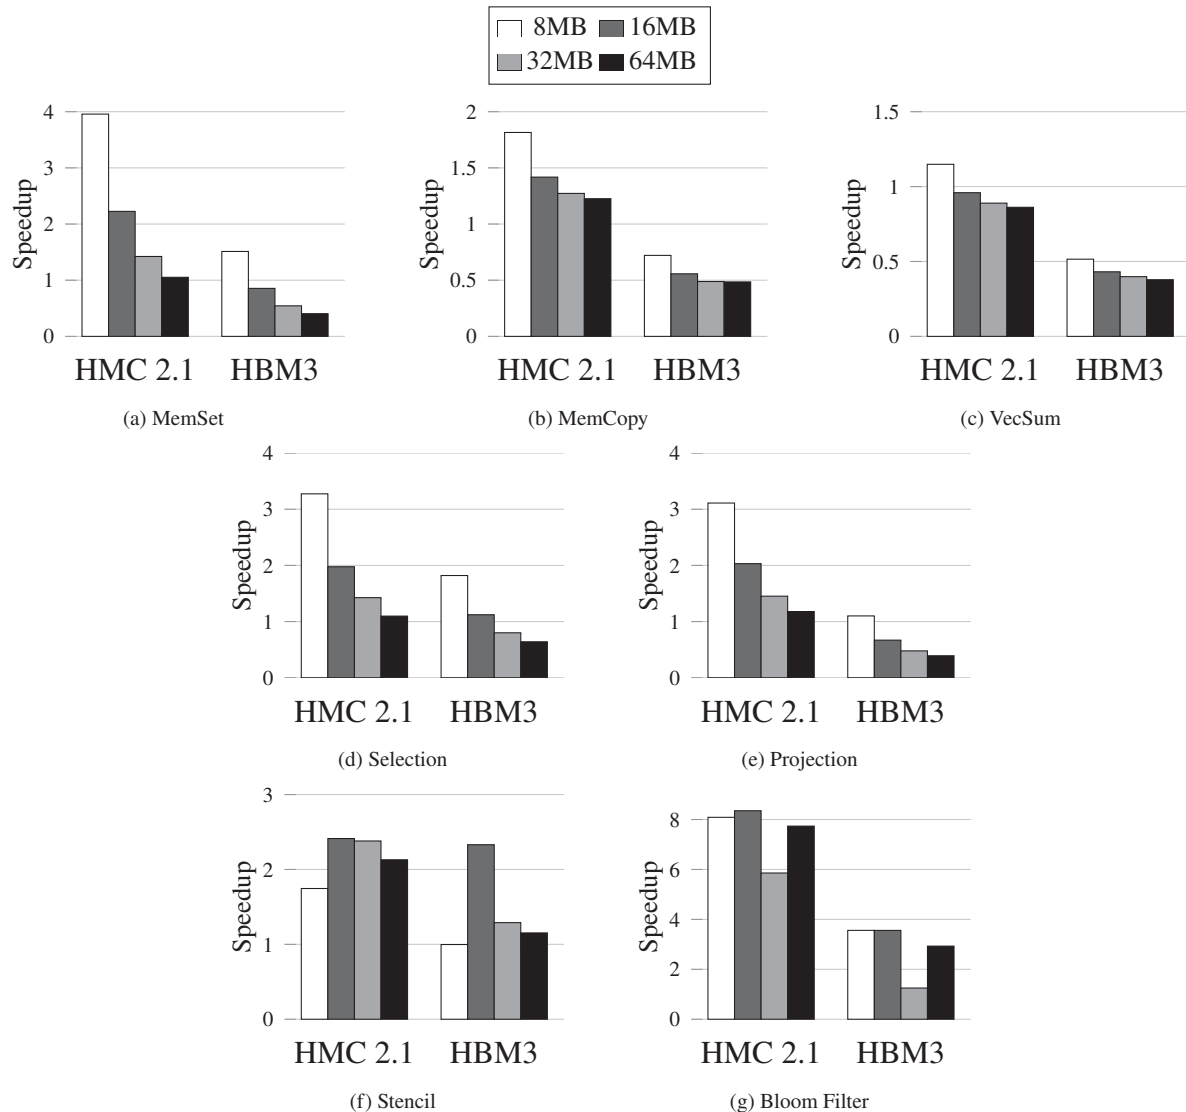 8MB 16MB
32MB 64MB
4
3
2
1
0
Speedup
HMC 2.1 HBM3
(a) MemSet
2
1.5
1
0.5
0
Speedup
HMC 2.1 HBM3
(b) MemCopy
1.5
1
0.5
0
Speedup
HMC 2.1 HBM3
(c) VecSum
4
3
2
1
0
Speedup
HMC 2.1 HBM3
(d) Selection
4
3
2
1
0
Speedup
HMC 2.1 HBM3
(e) Projection
3
2
1
0
Speedup
HMC 2.1 HBM3
(f) Stencil
8
6
4
2
0
Speedup
HMC 2.1 HBM3
(g) Bloom Filter